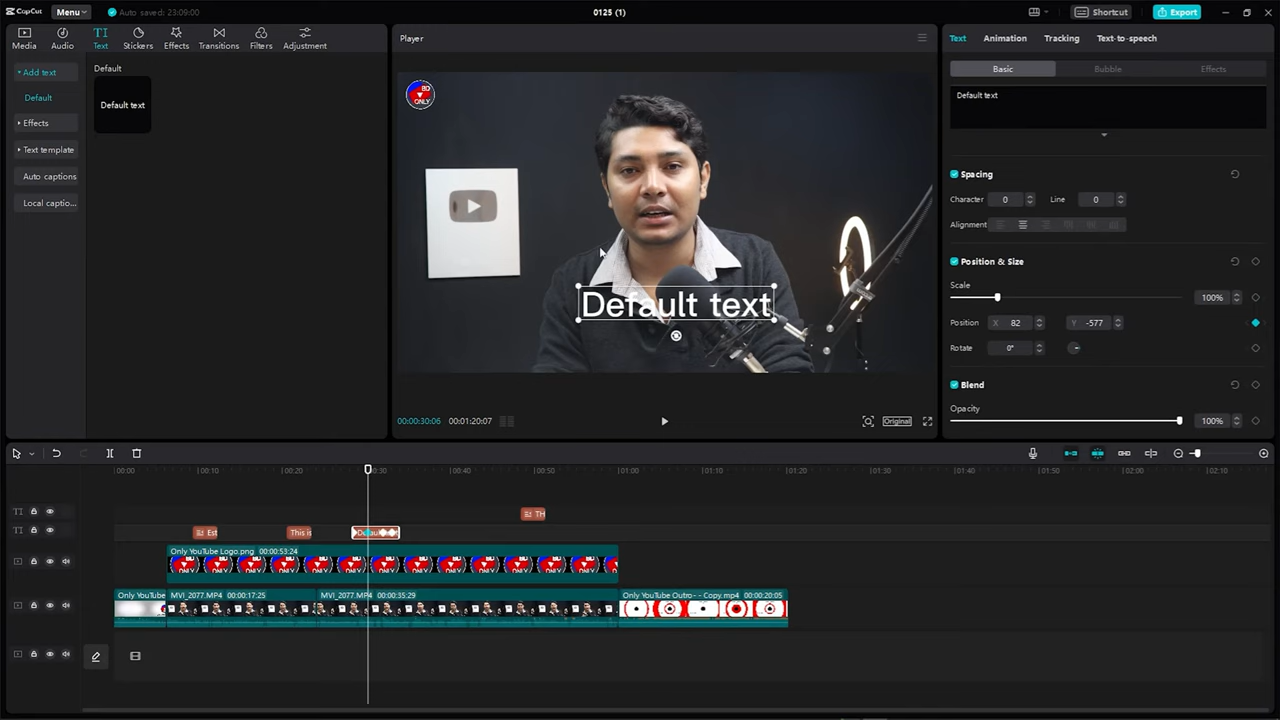 CapCut
Menu
Auto saved: 23:09:00
0125 (1)
Shortcut
Export
Media
Audio
Text
Stickers
Effects
Transitions
Filters
Adjustment
Add text
Default
Effects
Text template
Auto captions
Local captio...
Default
Default text
Player
BD
ONLY
Default text
00:00:30:06
00:01:20:07
Original
Text
Animation
Tracking
Text-to-speech
Basic
Bubble
Effects
Default text
Spacing
Character
0
Line
0
Alignment
Position & Size
Scale
100%
Position
X
82
Y
-577
Rotate
0°
Blend
Opacity
100%
00:00
00:10
00:20
00:30
00:40
00:50
01:00
01:10
01:20
01:30
01:40
01:50
02:00
02:10
TH
Est
This is
Only YouTube Logo.png 00:00:53:24
Only YouTube
MVI_2077.MP4 00:00:17:25
MVI_2077.MP4 00:00:35:29
Only YouTube Outro- - Copy.mp4 00:00:20:05